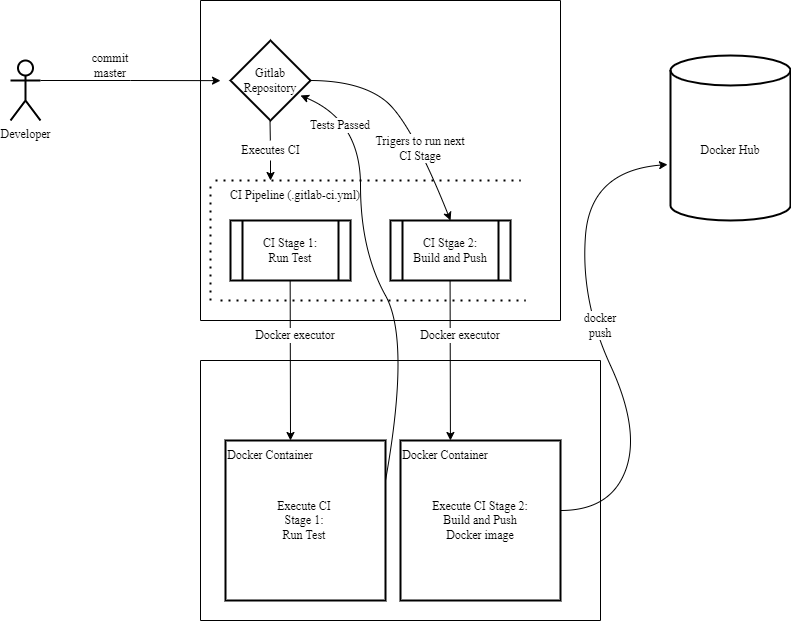 commit
master
Developer
Gitlab
Repository
Executes CI
Tests Passed
Trigers to run next
CI Stage
Docker Hub
CI Pipeline (.gitlab-ci.yml)
CI Stage 1:
Run Test
CI Stgae 2:
Build and Push
Docker executor
Docker executor
docker
push
Docker Container
Execute CI
Stage 1:
Run Test
Docker Container
Execute CI Stage 2:
Build and Push
Docker image